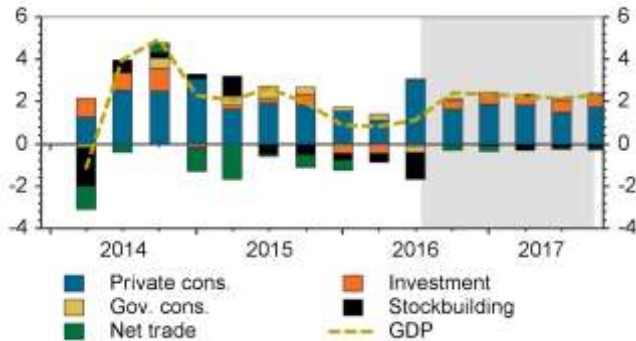 6 6
4 4
2 2
0 0
-2 -2
-4 -4
2014 2015 2016 2017
Private cons. Investment
Gov. cons. Stockbuilding
Net trade GDP